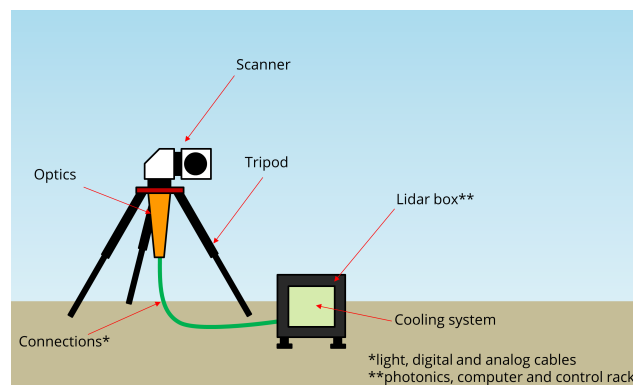 Scanner
Optics
Tripod
Lidar box**
Cooling system
Connections*
*light, digital and analog cables
**photonics, computer and control rack